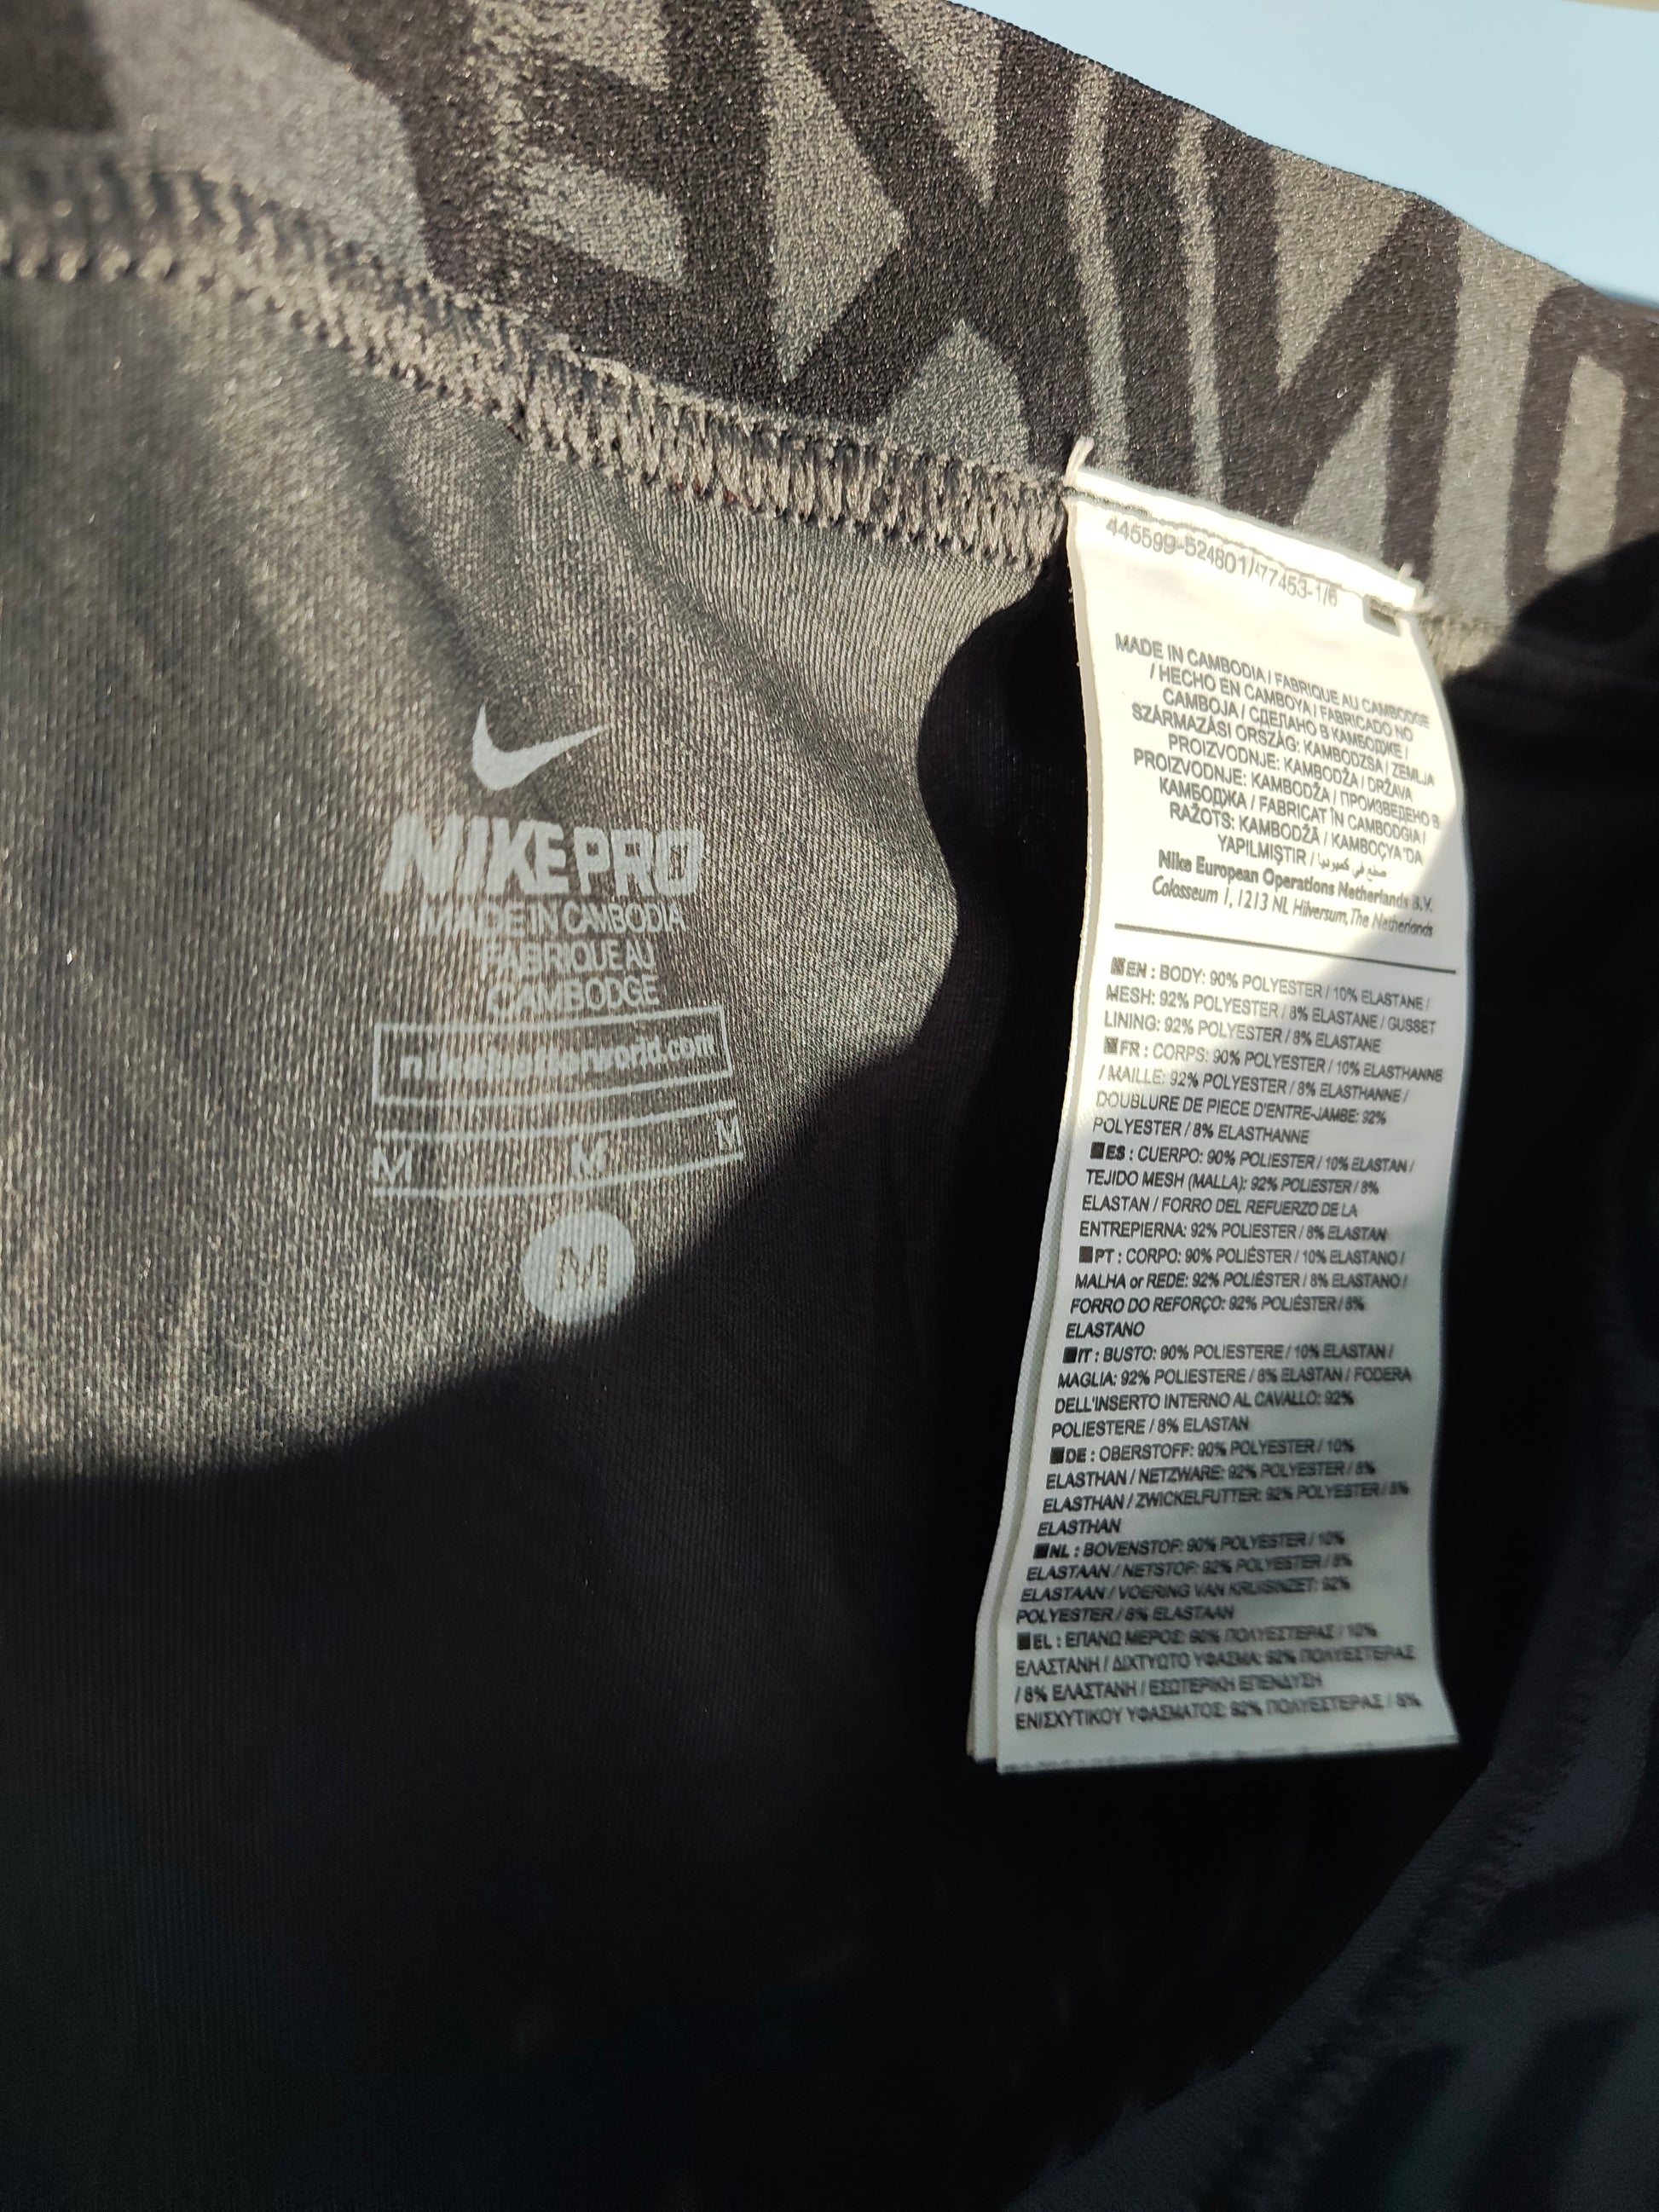 NIKE PRO
MADE IN CAMBODIA
FABRIQUE AU
CAMBODGE
M M M
M
MADE IN CAMBODIA / FABRIQUE AU CAMBODGE
/ HECHO EN CAMBOYA / FABRICADO NO
CAMBOJA / СДЕЛАНО В КАМБОДЖЕ /
SZÁRMAZÁSI ORSZÁG: KAMBODZSA / ZEMLJA
PROIZVODNJE: KAMBODŽA / DRŽAVA
PROIZVODNJE: KAMBODŽA / ПРОИЗВЕДЕНО В
КАМБОДЖА / FABRICAT ÎN CAMBODGIA /
RAŽOTS: KAMBODŽĀ / KAMBOÇYA'DA
YAPILMIŞTIR / صنع في كمبوديا
Nike European Operations Netherlands B.V.
Colosseum 1, 1213 NL Hilversum, The Netherlands
EN : BODY: 90% POLYESTER / 10% ELASTANE /
MESH: 92% POLYESTER / 8% ELASTANE / GUSSET
LINING: 92% POLYESTER / 8% ELASTANE
FR : CORPS: 90% POLYESTER / 10% ELASTHANNE
/ MAILLE: 92% POLYESTER / 8% ELASTHANNE /
DOUBLURE DE PIECE D'ENTRE-JAMBE: 92%
POLYESTER / 8% ELASTHANNE
ES : CUERPO: 90% POLIESTER / 10% ELASTAN /
TEJIDO MESH (MALLA): 92% POLIESTER / 8%
ELASTAN / FORRO DEL REFUERZO DE LA
ENTREPIERNA: 92% POLIESTER / 8% ELASTAN
PT : CORPO: 90% POLIÉSTER / 10% ELASTANO /
MALHA or REDE: 92% POLIÉSTER / 8% ELASTANO /
FORRO DO REFORÇO: 92% POLIÉSTER / 8%
ELASTANO
IT : BUSTO: 90% POLIESTERE / 10% ELASTAN /
MAGLIA: 92% POLIESTERE / 8% ELASTAN / FODERA
DELL'INSERTO INTERNO AL CAVALLO: 92%
POLIESTERE / 8% ELASTAN
DE : OBERSTOFF: 90% POLYESTER / 10%
ELASTHAN / NETZWARE: 92% POLYESTER / 8%
ELASTHAN / ZWICKELFUTTER: 92% POLYESTER / 8%
ELASTHAN
NL : BOVENSTOF: 90% POLYESTER / 10%
ELASTAAN / NETSTOF: 92% POLYESTER / 8%
ELASTAAN / VOERING VAN KRUISINZET: 92%
POLYESTER / 8% ELASTAAN
EL : ΕΠΑΝΩ ΜΕΡΟΣ: 90% ΠΟΛΥΕΣΤΕΡΑΣ / 10%
ΕΛΑΣΤΑΝΗ / ΔΙΧΤΥΩΤΟ ΥΦΑΣΜΑ: 92% ΠΟΛΥΕΣΤΕΡΑΣ
/ 8% ΕΛΑΣΤΑΝΗ / ΕΣΩΤΕΡΙΚΗ ΕΠΕΝΔΥΣΗ
ΕΝΙΣΧΥΤΙΚΟΥ ΥΦΑΣΜΑΤΟΣ: 92% ΠΟΛΥΕΣΤΕΡΑΣ / 8%